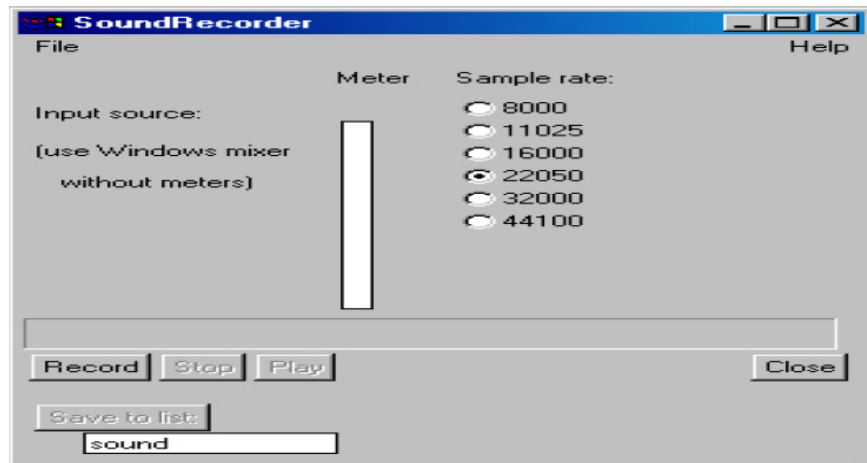 SoundRecorder
File Help
Meter Sample rate:
Input source:
(use Windows mixer
without meters)
8000
11025
16000
22050
32000
44100
Record Stop Play Close
Save to list:
sound